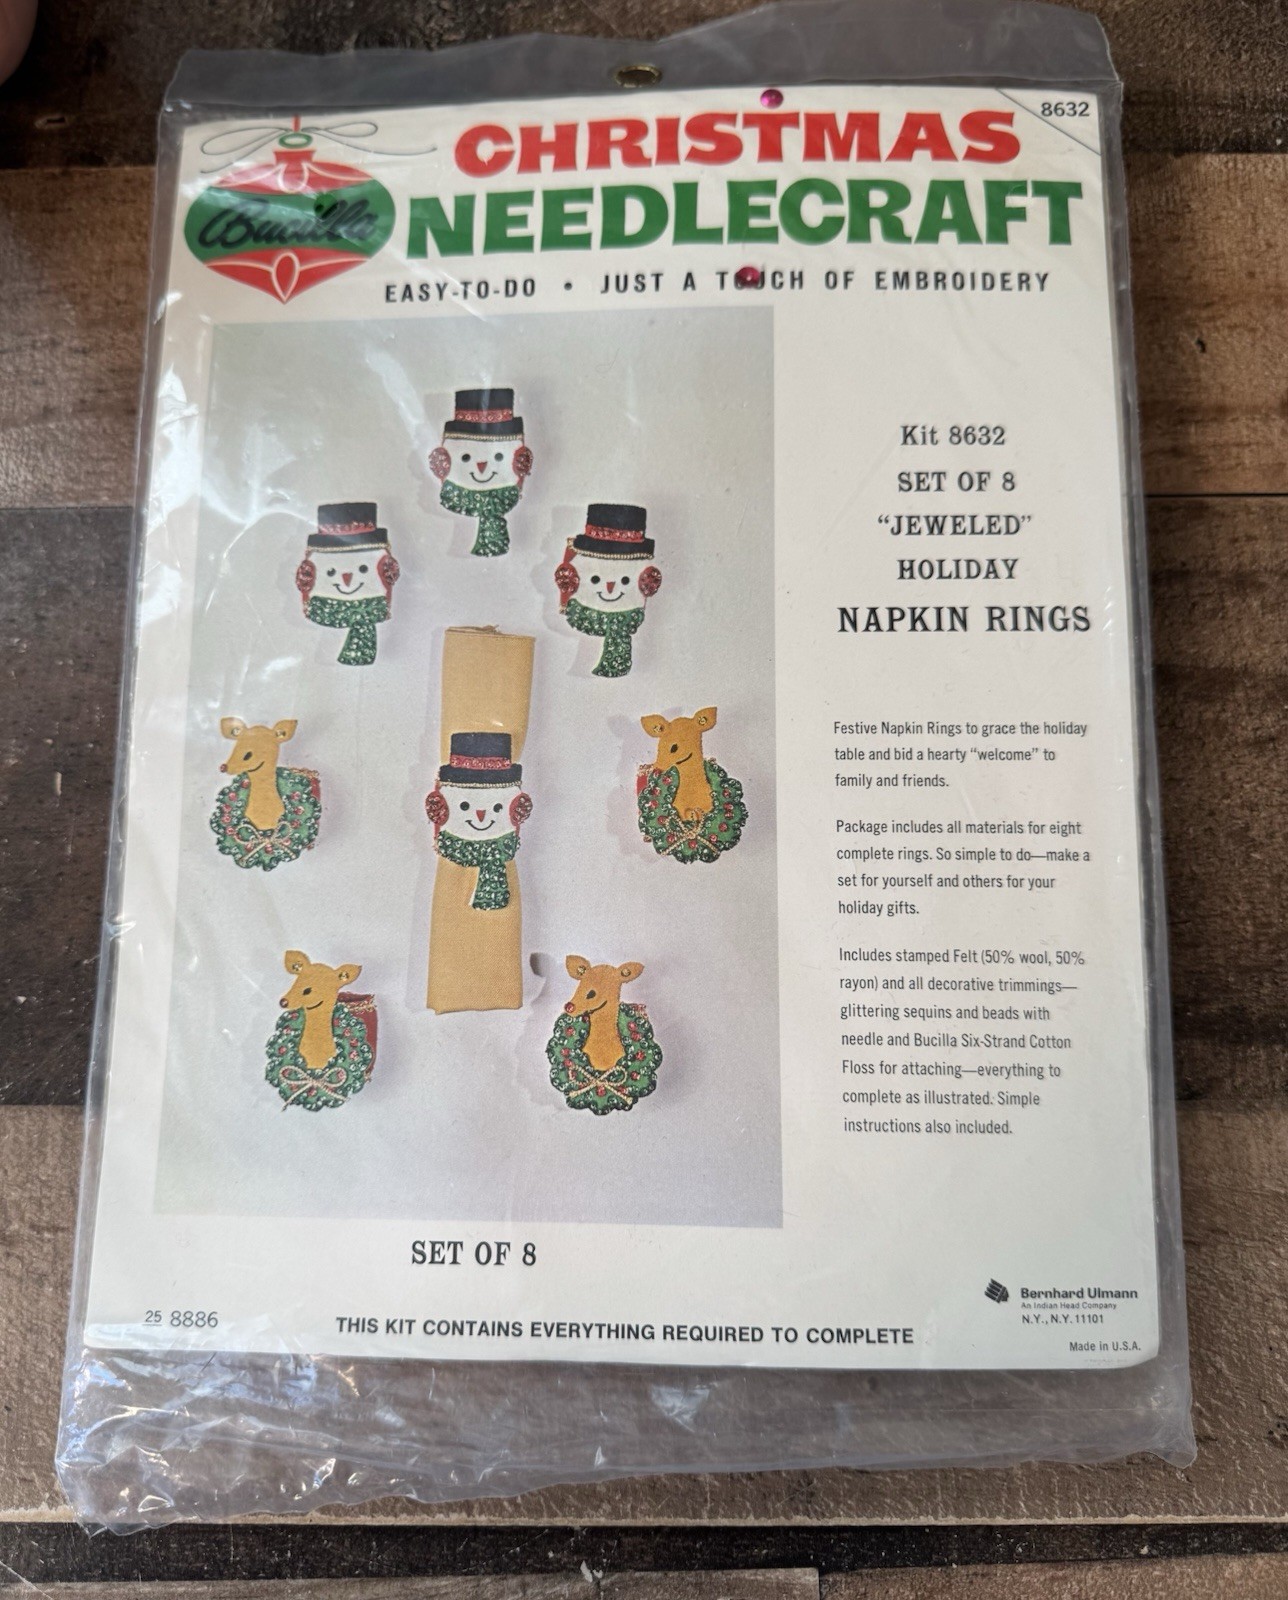 8632
Bucilla
CHRISTMAS
NEEDLECRAFT
EASY-TO-DO • JUST A TOUCH OF EMBROIDERY
Kit 8632
SET OF 8
“JEWELED”
HOLIDAY
NAPKIN RINGS
Festive Napkin Rings to grace the holiday
table and bid a hearty “welcome” to
family and friends.
Package includes all materials for eight
complete rings. So simple to do—make a
set for yourself and others for your
holiday gifts.
Includes stamped Felt (50% wool, 50%
rayon) and all decorative trimmings—
glittering sequins and beads with
needle and Bucilla Six-Strand Cotton
Floss for attaching—everything to
complete as illustrated. Simple
instructions also included.
SET OF 8
25 8886
THIS KIT CONTAINS EVERYTHING REQUIRED TO COMPLETE
Bernhard Ulmann
An Indian Head Company
N.Y., N.Y. 11101
Made in U.S.A.